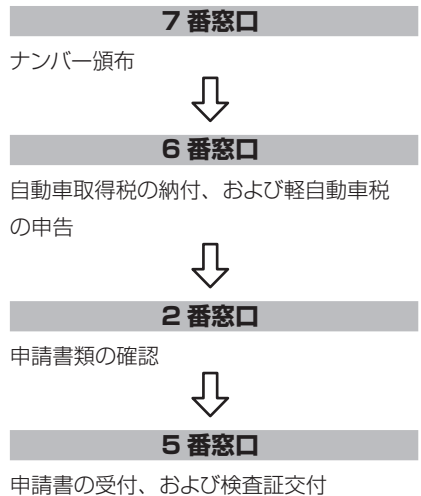 7 番窓口
ナンバー頒布
6 番窓口
自動車取得税の納付、および軽自動車税
の申告
2 番窓口
申請書類の確認
5 番窓口
申請書の受付、および検査証交付